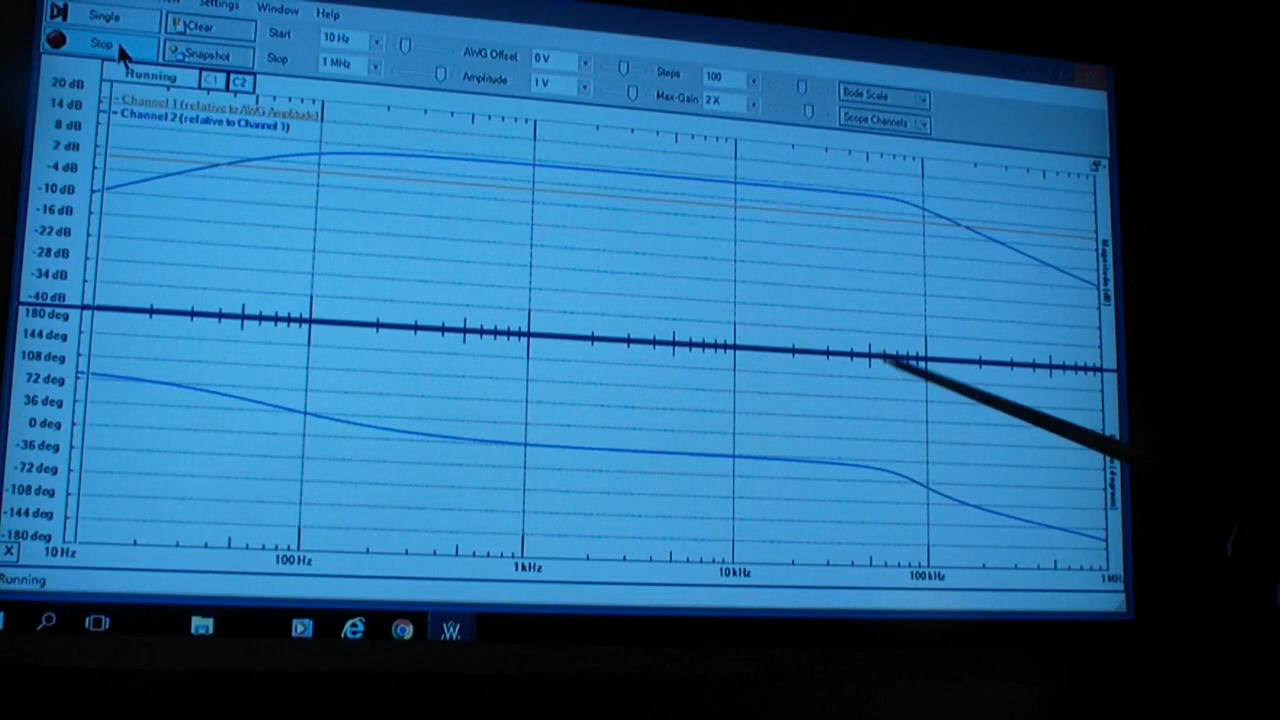 Settings Window Help
Single Clear Start 10 Hz AWG Offset 0 V Steps 100 Bode Scale
Stop Snapshot Stop 1 MHz Amplitude 1 V Max-Gain 2X Scope Channels
Running C1 C2
Channel 1 (relative to AWG Amplitude)
Channel 2 (relative to Channel 1)
20 dB
14 dB
8 dB
2 dB
-4 dB
-10 dB
-16 dB
-22 dB
-28 dB
-34 dB
-40 dB
Magnitude (dB)
180 deg
144 deg
108 deg
72 deg
36 deg
0 deg
-36 deg
-72 deg
-108 deg
-144 deg
-180 deg
X 10 Hz 100 Hz 1 kHz 10 kHz 100 kHz 1 MHz
Running